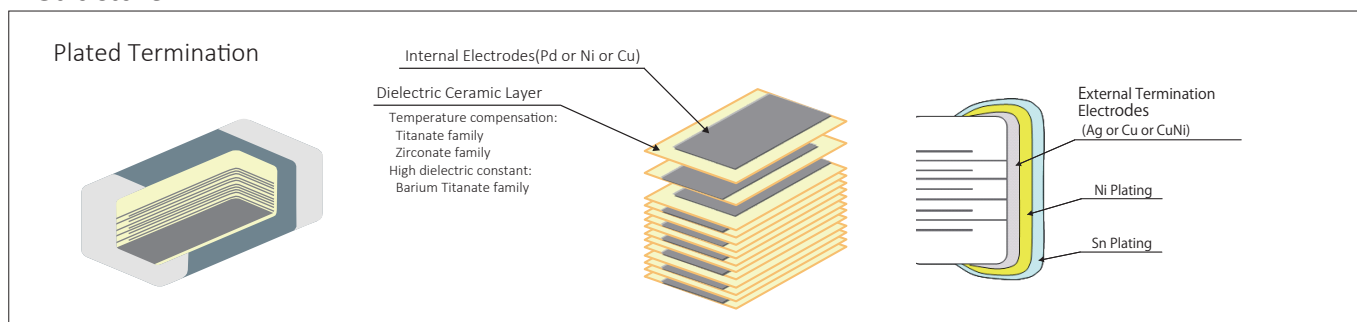 Plated Termination
Internal Electrodes(Pd or Ni or Cu)
Dielectric Ceramic Layer
Temperature compensation:
Titanate family
Zirconate family
High dielectric constant:
Barium Titanate family
External Termination
Electrodes
(Ag or Cu or CuNi)
Ni Plating
Sn Plating